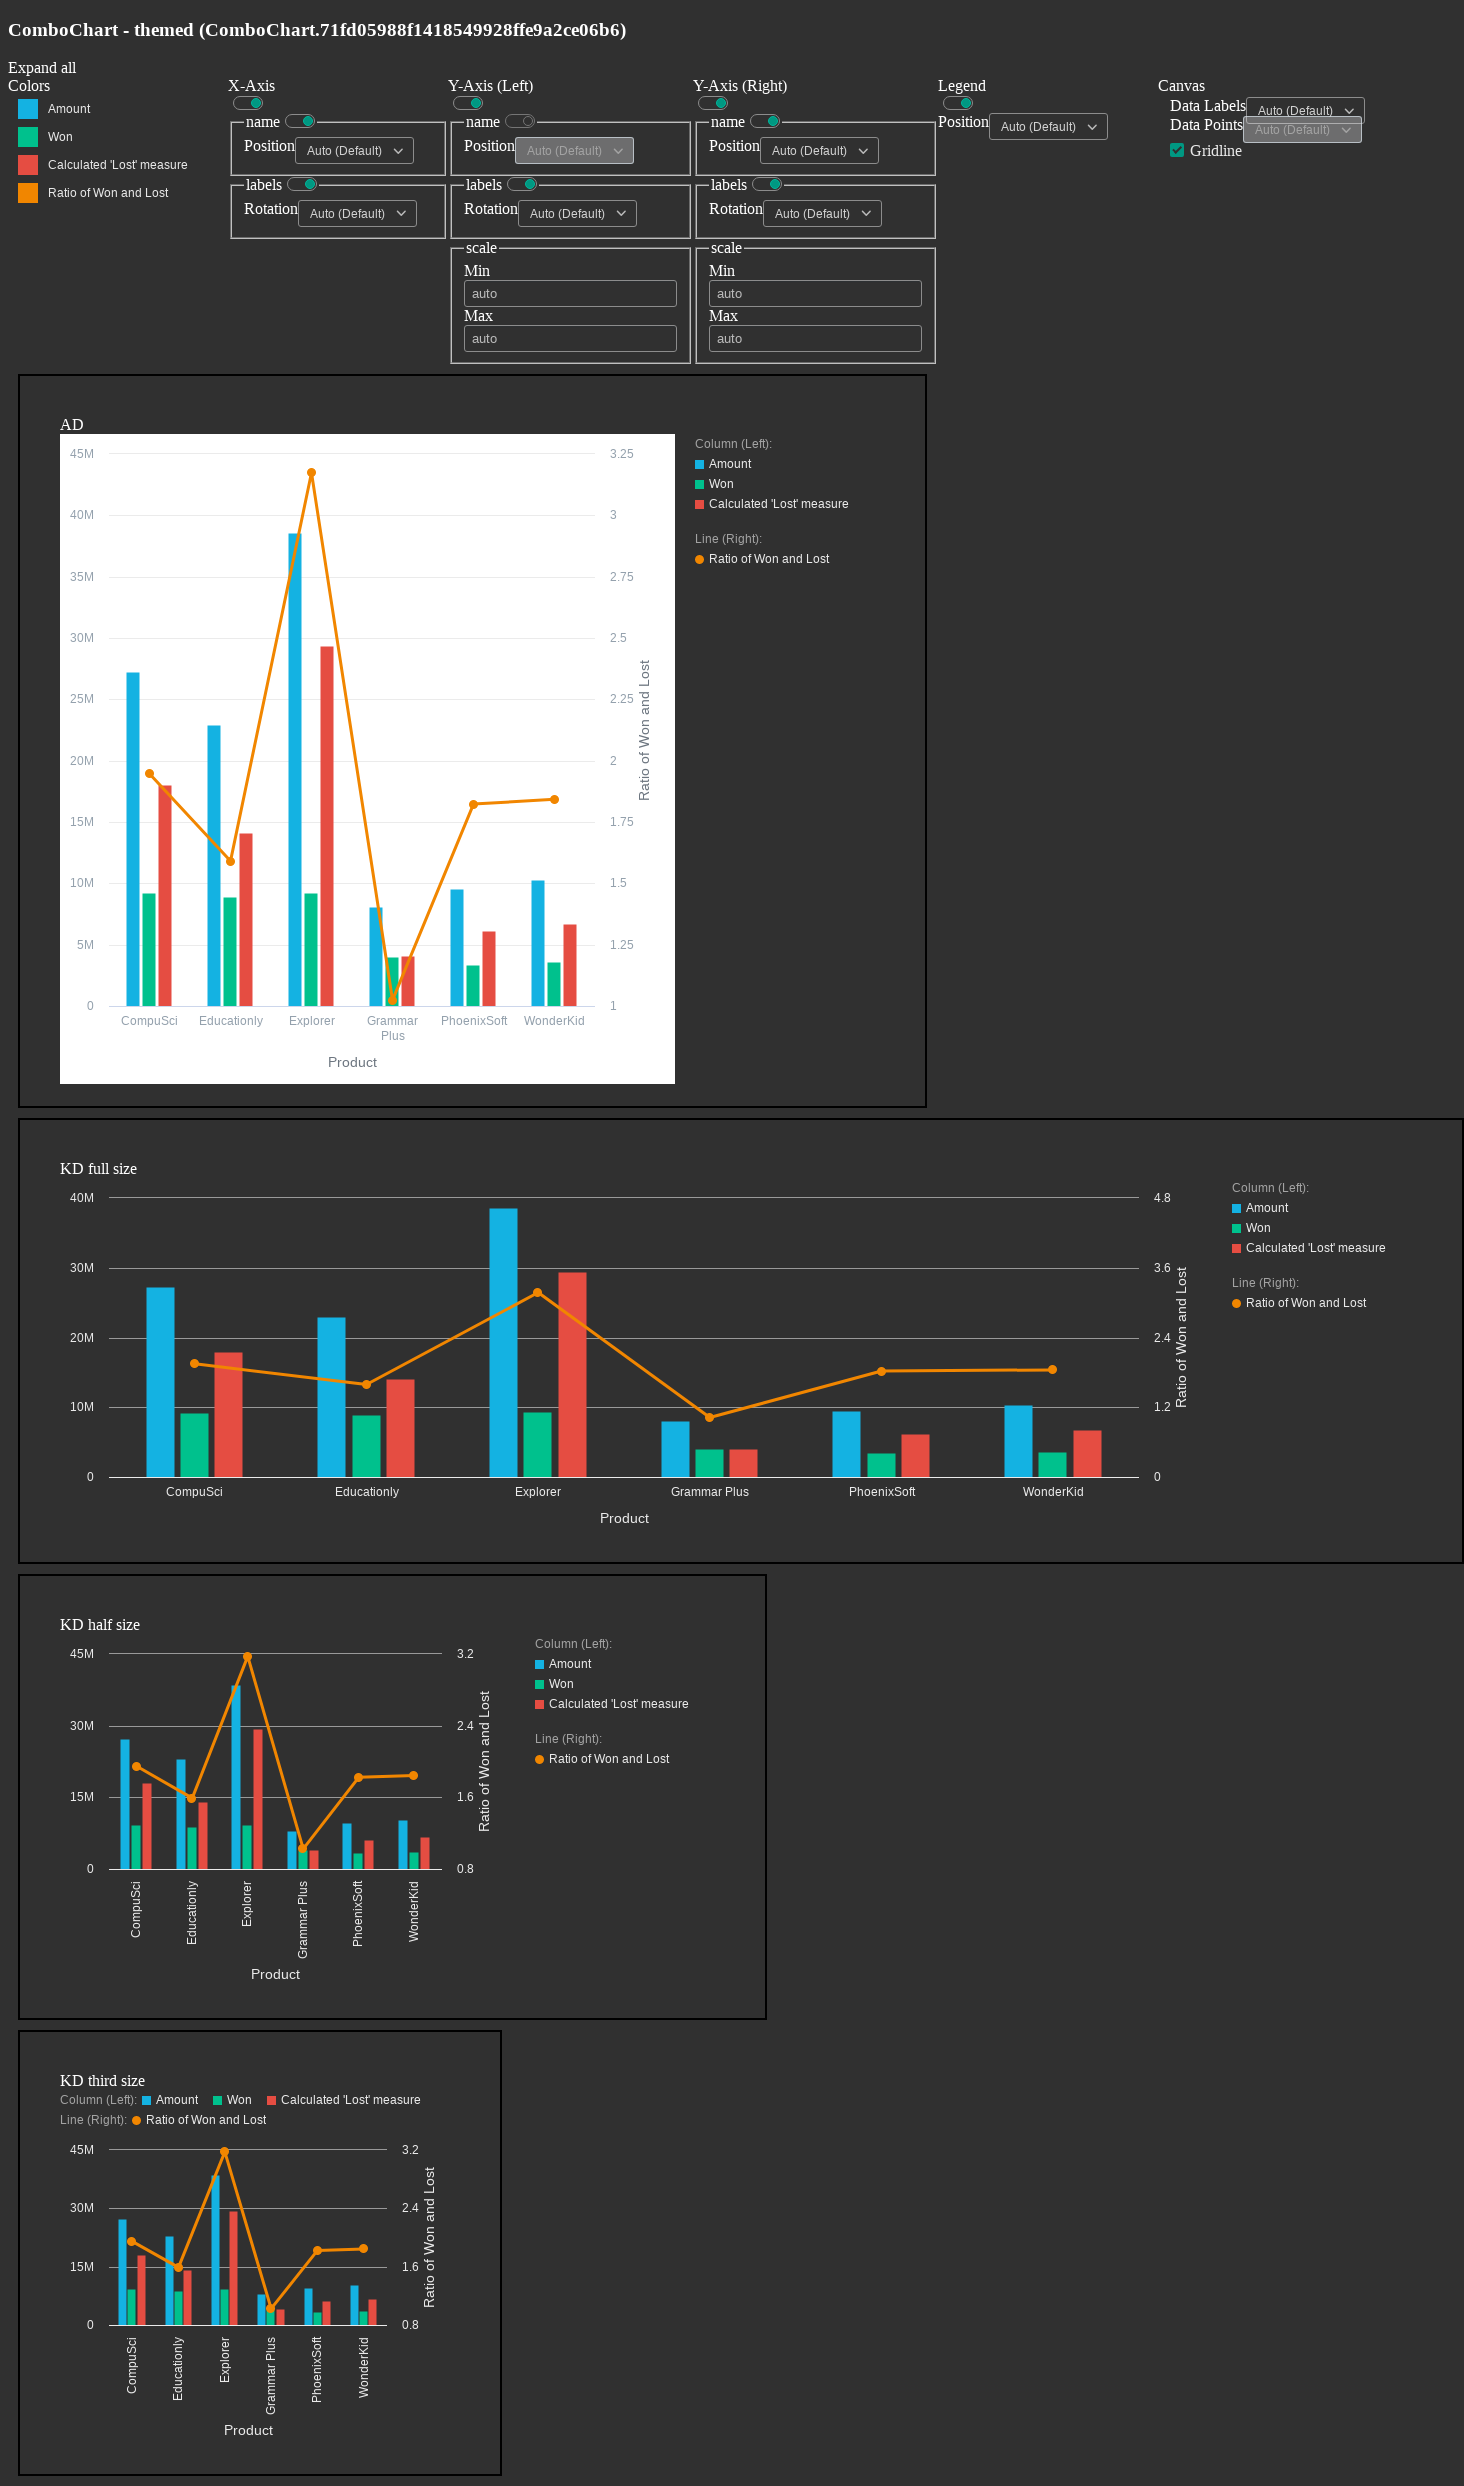 ComboChart - themed (ComboChart.71fd05988f1418549928ffe9a2ce06b6)
Expand all
Colors
Amount
Won
Calculated 'Lost' measure
Ratio of Won and Lost
X-Axis
name
Position Auto (Default)
labels
Rotation Auto (Default)
Y-Axis (Left)
name
Position Auto (Default)
labels
Rotation Auto (Default)
scale
Min
auto
Max
auto
Y-Axis (Right)
name
Position Auto (Default)
labels
Rotation Auto (Default)
scale
Min
auto
Max
auto
Legend
Position Auto (Default)
Canvas
Data Labels Auto (Default)
Data Points Auto (Default)
Gridline
AD
45M
40M
35M
30M
25M
20M
15M
10M
5M
0
3.25
3
2.75
2.5
2.25
2
1.75
1.5
1.25
1
Ratio of Won and Lost
CompuSci
Educationly
Explorer
Grammar
Plus
PhoenixSoft
WonderKid
Product
Column (Left):
Amount
Won
Calculated 'Lost' measure
Line (Right):
Ratio of Won and Lost
KD full size
40M
30M
20M
10M
0
4.8
3.6
2.4
1.2
0
Ratio of Won and Lost
CompuSci
Educationly
Explorer
Grammar Plus
PhoenixSoft
WonderKid
Product
Column (Left):
Amount
Won
Calculated 'Lost' measure
Line (Right):
Ratio of Won and Lost
KD half size
45M
30M
15M
0
3.2
2.4
1.6
0.8
Ratio of Won and Lost
CompuSci
Educationly
Explorer
Grammar Plus
PhoenixSoft
WonderKid
Product
Column (Left):
Amount
Won
Calculated 'Lost' measure
Line (Right):
Ratio of Won and Lost
KD third size
Column (Left): Amount Won Calculated 'Lost' measure
Line (Right): Ratio of Won and Lost
45M
30M
15M
0
3.2
2.4
1.6
0.8
Ratio of Won and Lost
CompuSci
Educationly
Explorer
Grammar Plus
PhoenixSoft
WonderKid
Product